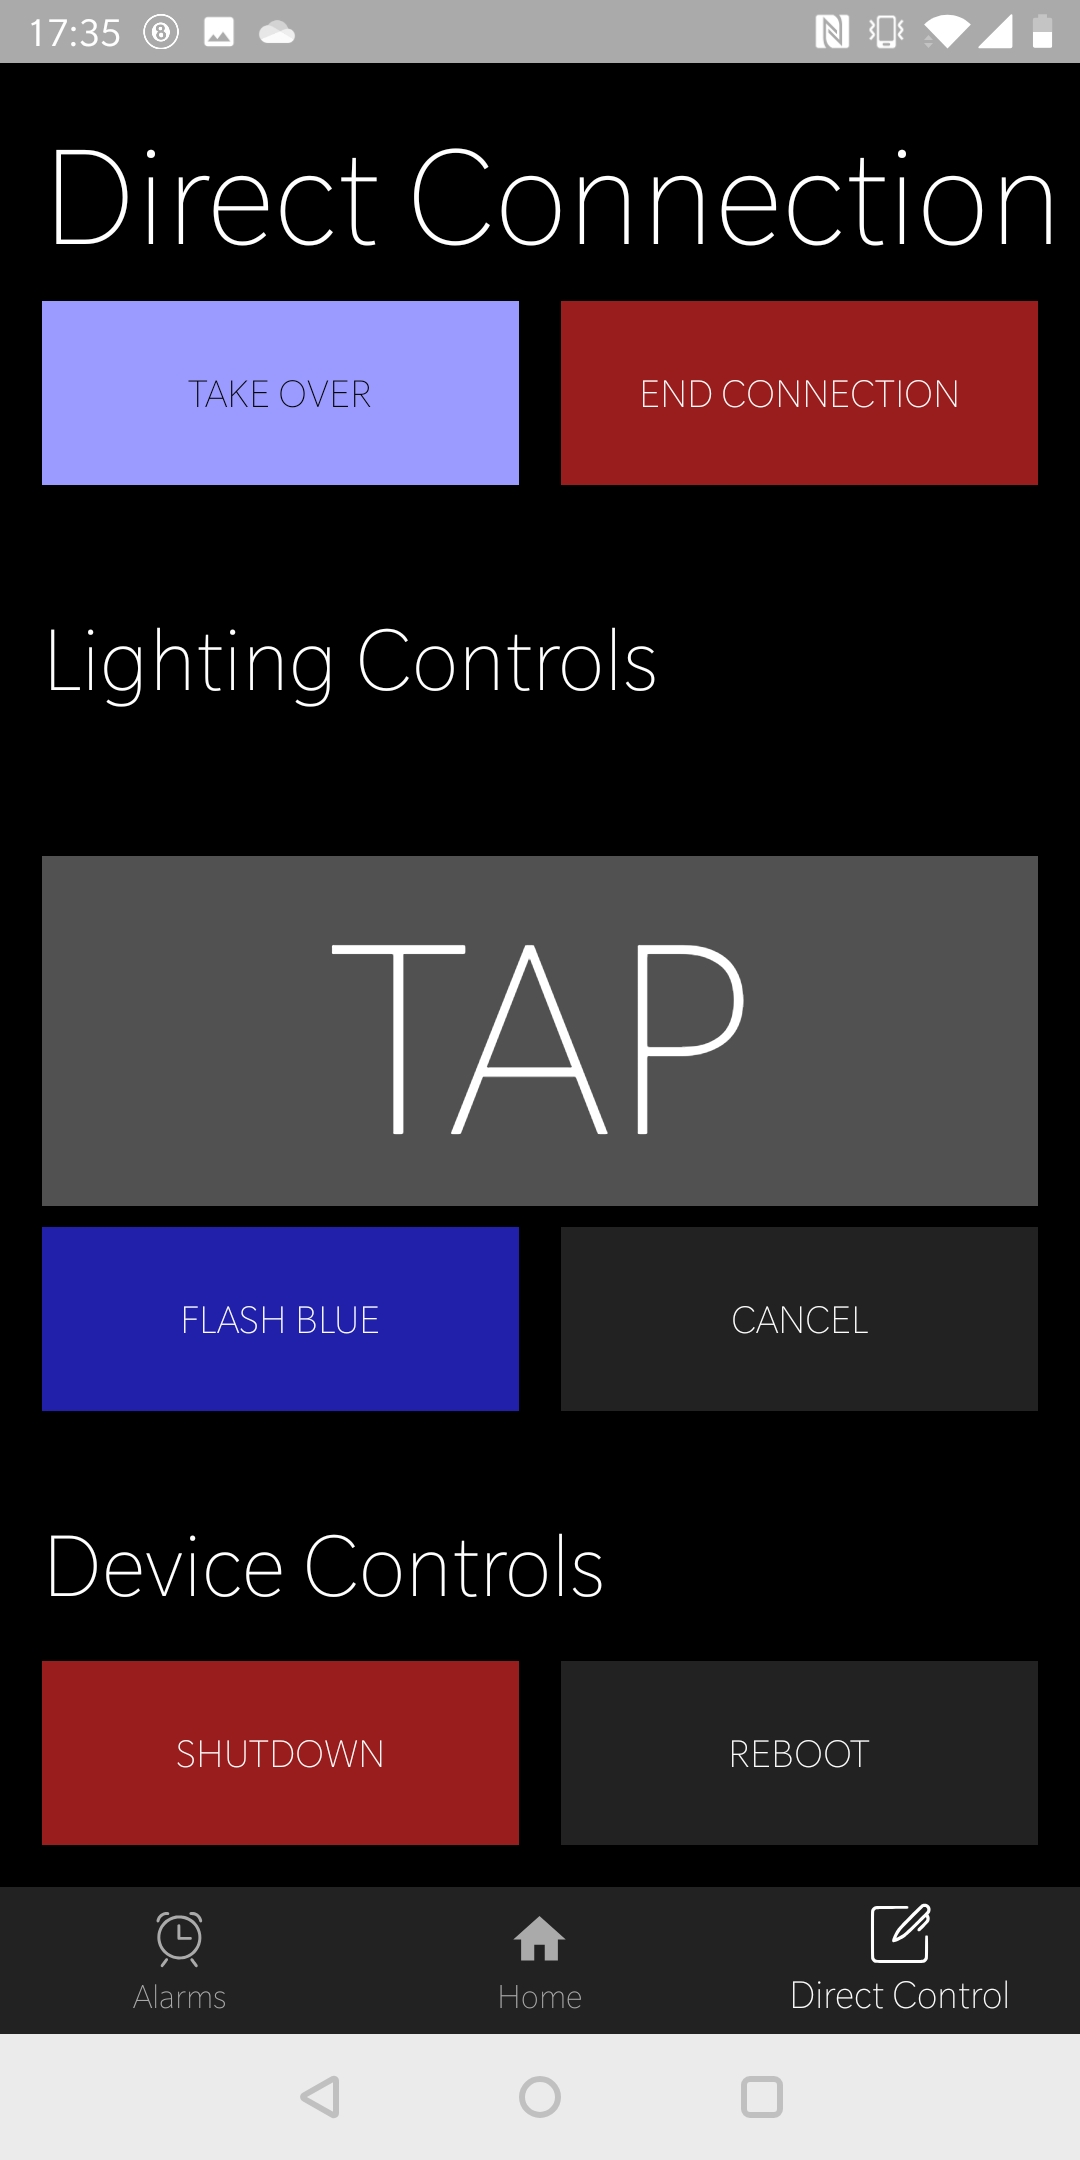 17:35
Direct Connection
TAKE OVER
END CONNECTION
Lighting Controls
TAP
FLASH BLUE
CANCEL
Device Controls
SHUTDOWN
REBOOT
Alarms
Home
Direct Control